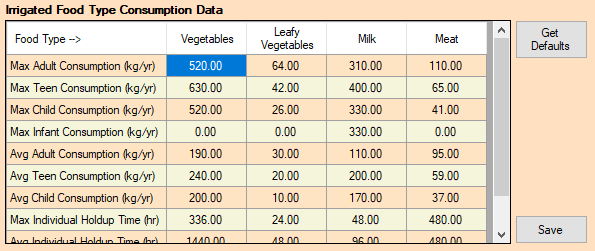 Irrigated Food Type Consumption Data
Food Type --> Vegetables Leafy Vegetables Milk Meat
Max Adult Consumption (kg/yr) 520.00 64.00 310.00 110.00
Max Teen Consumption (kg/yr) 630.00 42.00 400.00 65.00
Max Child Consumption (kg/yr) 520.00 26.00 330.00 41.00
Max Infant Consumption (kg/yr) 0.00 0.00 330.00 0.00
Avg Adult Consumption (kg/yr) 190.00 30.00 110.00 95.00
Avg Teen Consumption (kg/yr) 240.00 20.00 200.00 59.00
Avg Child Consumption (kg/yr) 200.00 10.00 170.00 37.00
Max Individual Holdup Time (hr) 336.00 24.00 48.00 480.00
Avg Individual Holdup Time (hr) 1440.00 48.00 96.00 480.00
Get Defaults
Save